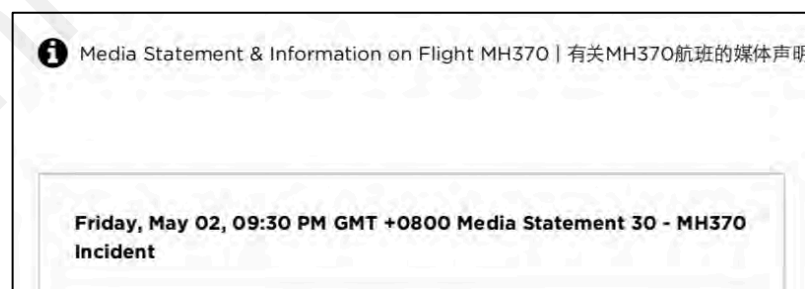 Media Statement & Information on Flight MH370 | 有关MH370航班的媒体声明
Friday, May 02, 09:30 PM GMT +0800 Media Statement 30 - MH370
Incident